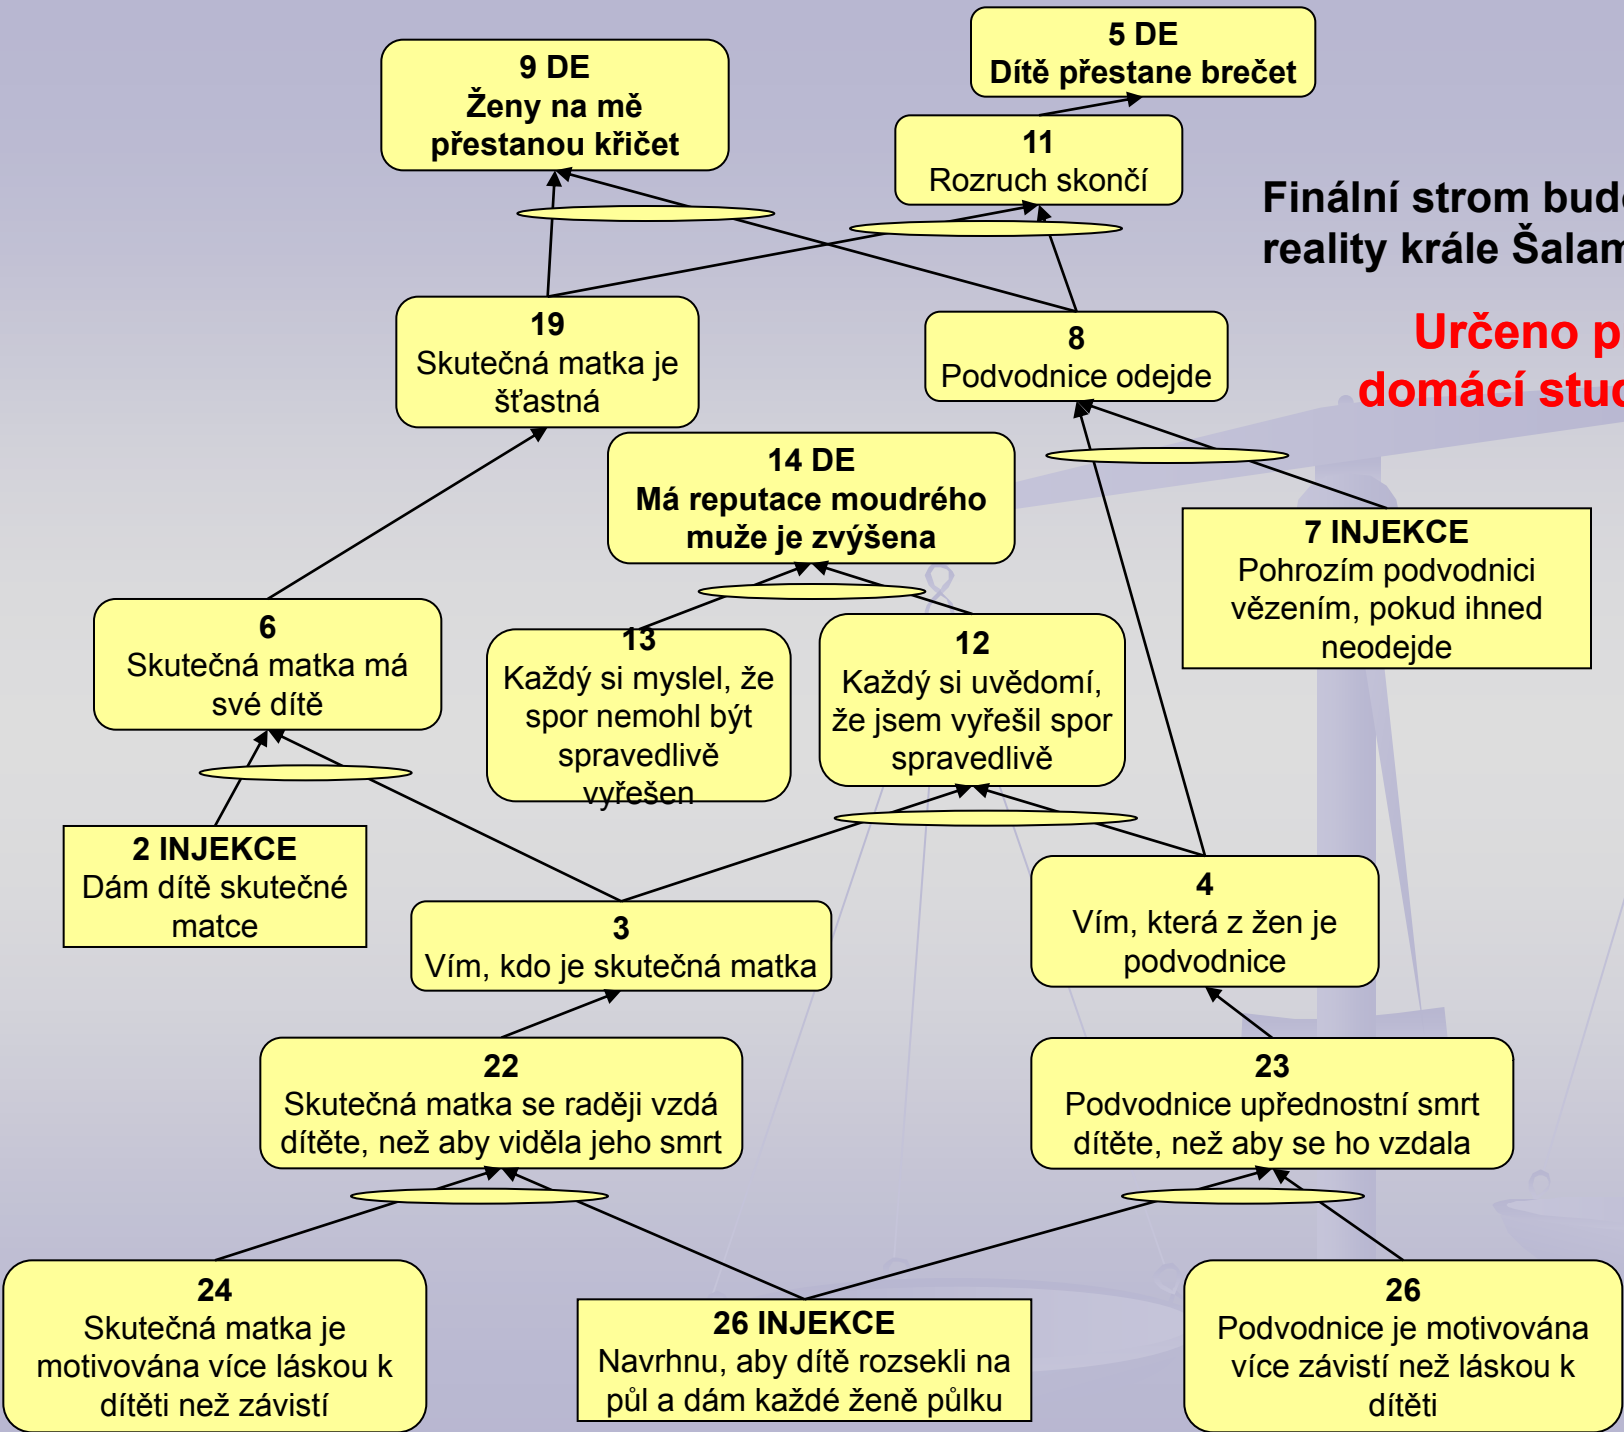 9 DE
Ženy na mě
přestanou křičet
5 DE
Dítě přestane brečet
11
Rozruch skončí
Finální strom
reality krále
Určeno
domácí
19
Skutečná matka je
šťastná
8
Podvodnice odejde
14 DE
Má reputace moudrého
muže je zvýšena
7 INJEKCE
Pohrozím podvodnici
vězením, pokud ihned
neodejde
6
Skutečná matka má
své dítě
13
Každý si myslel, že
spor nemohl být
spravedlivě
vyřešen
12
Každý si uvědomí,
že jsem vyřešil spor
spravedlivě
2 INJEKCE
Dám dítě skutečné
matce
3
Vím, kdo je skutečná matka
4
Vím, která z žen je
podvodnice
22
Skutečná matka se raději vzdá
dítěte, než aby viděla jeho smrt
23
Podvodnice upřednostní smrt
dítěte, než aby se ho vzdala
24
Skutečná matka je
motivována více láskou k
dítěti než závistí
26 INJEKCE
Navrhnu, aby dítě rozsekli na
půl a dám každé ženě půlku
26
Podvodnice je motivována
více závistí než láskou k
dítěti